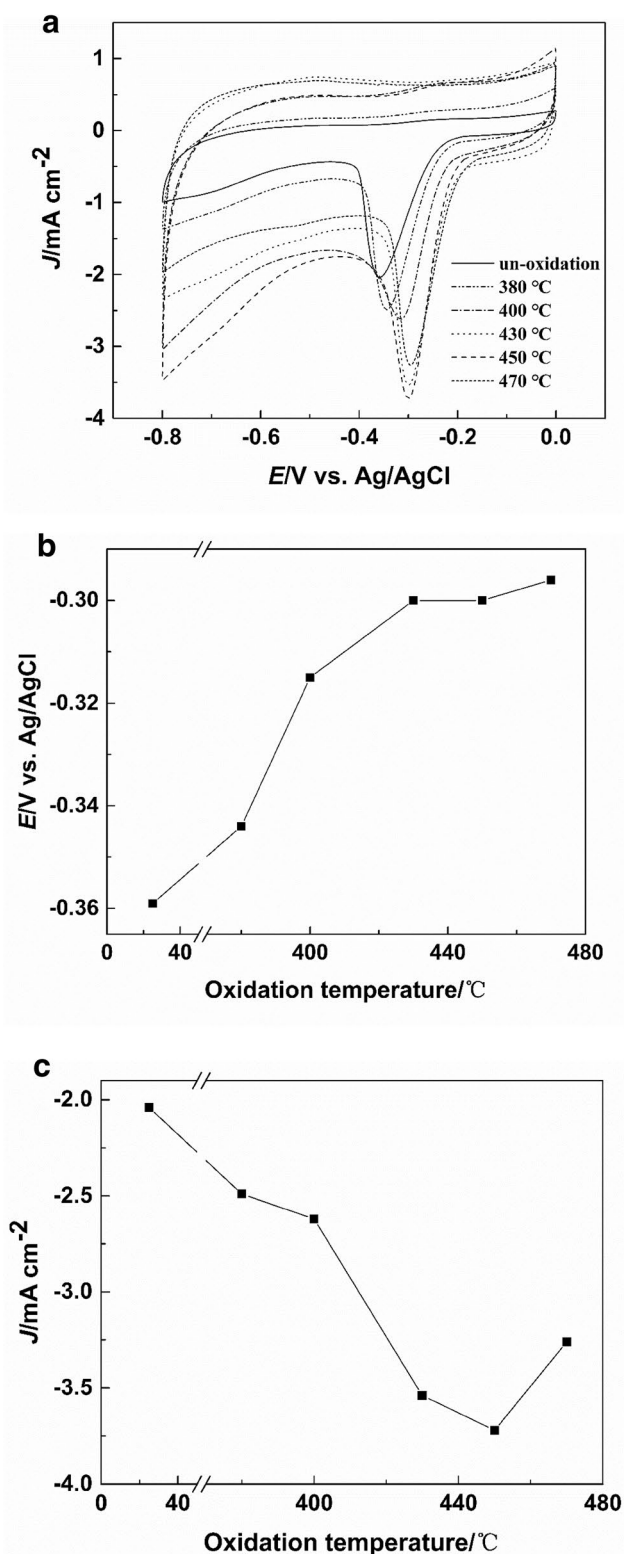 a
1
0
-1
-2
-3
-4
J/mA cm-2
un-oxidation
380 °C
400 °C
430 °C
450 °C
470 °C
-0.8
-0.6
-0.4
-0.2
0.0
E/V vs. Ag/AgCl
b
-0.30
-0.32
-0.34
-0.36
E/V vs. Ag/AgCl
0
40
400
440
480
Oxidation temperature/℃
c
-2.0
-2.5
-3.0
-3.5
-4.0
J/mA cm-2
0
40
400
440
480
Oxidation temperature/℃